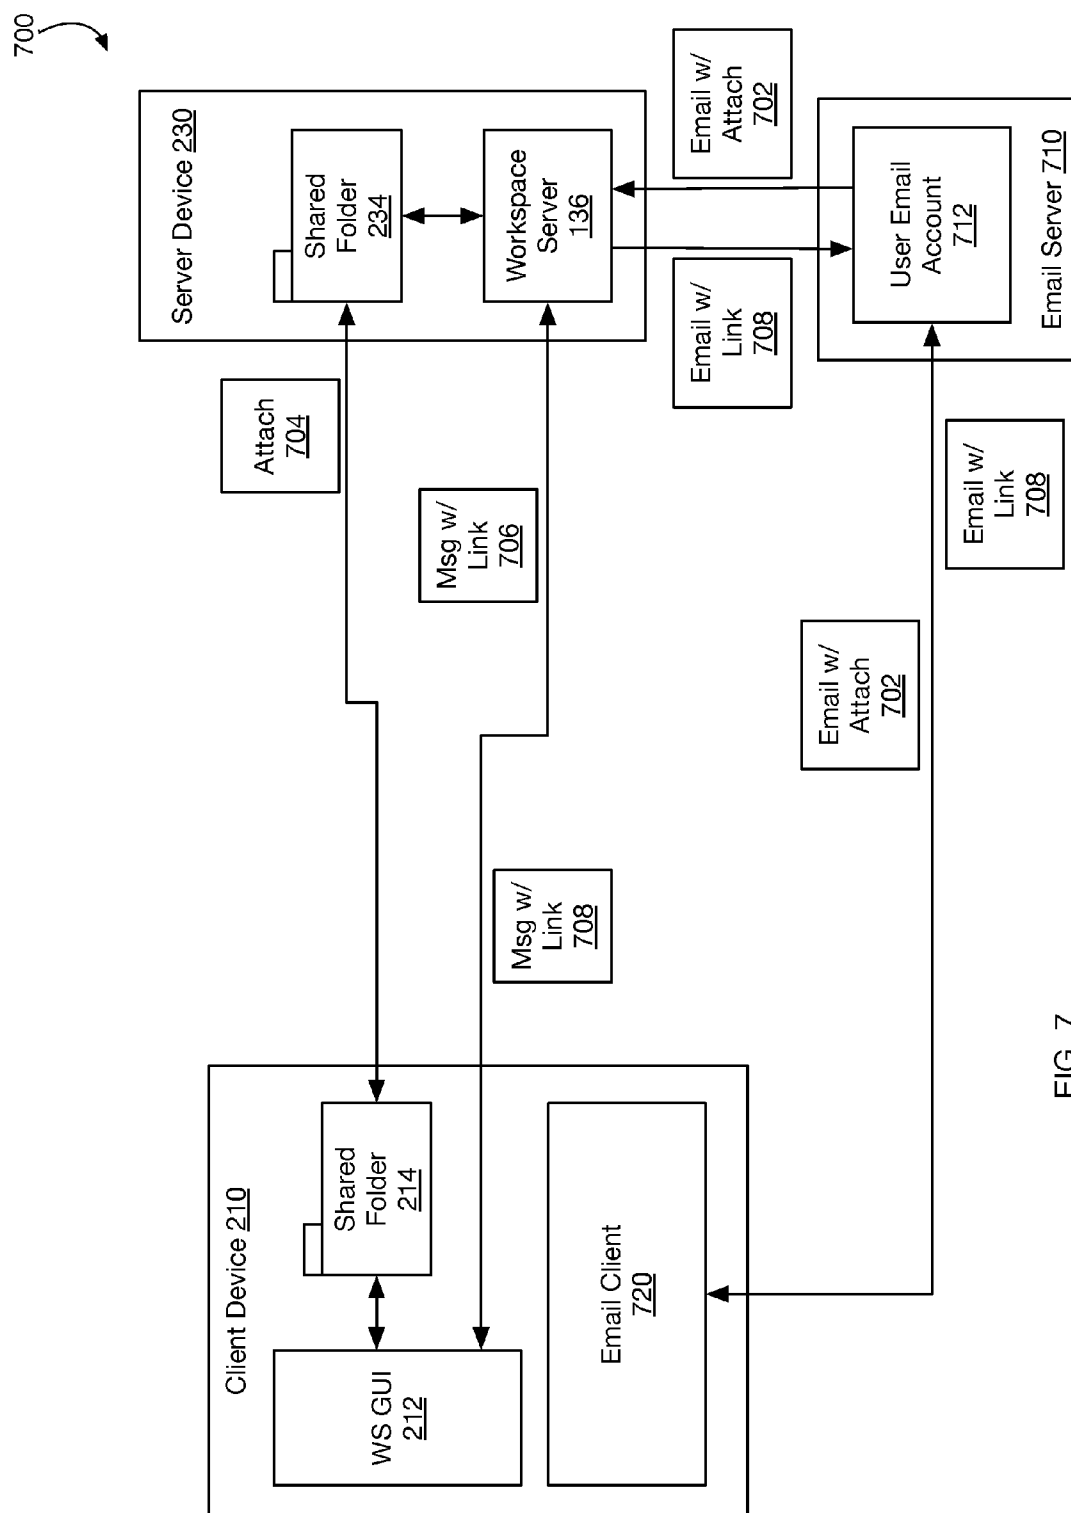 700
Client Device 210
WS GUI
212
Shared
Folder
214
Email Client
720
Attach
704
Msg w/
Link
706
Msg w/
Link
708
Server Device 230
Shared
Folder
234
Workspace
Server
136
Email w/
Link
708
Email w/
Attach
702
Email w/
Attach
702
Email w/
Link
708
User Email
Account
712
Email Server 710
FIG. 7